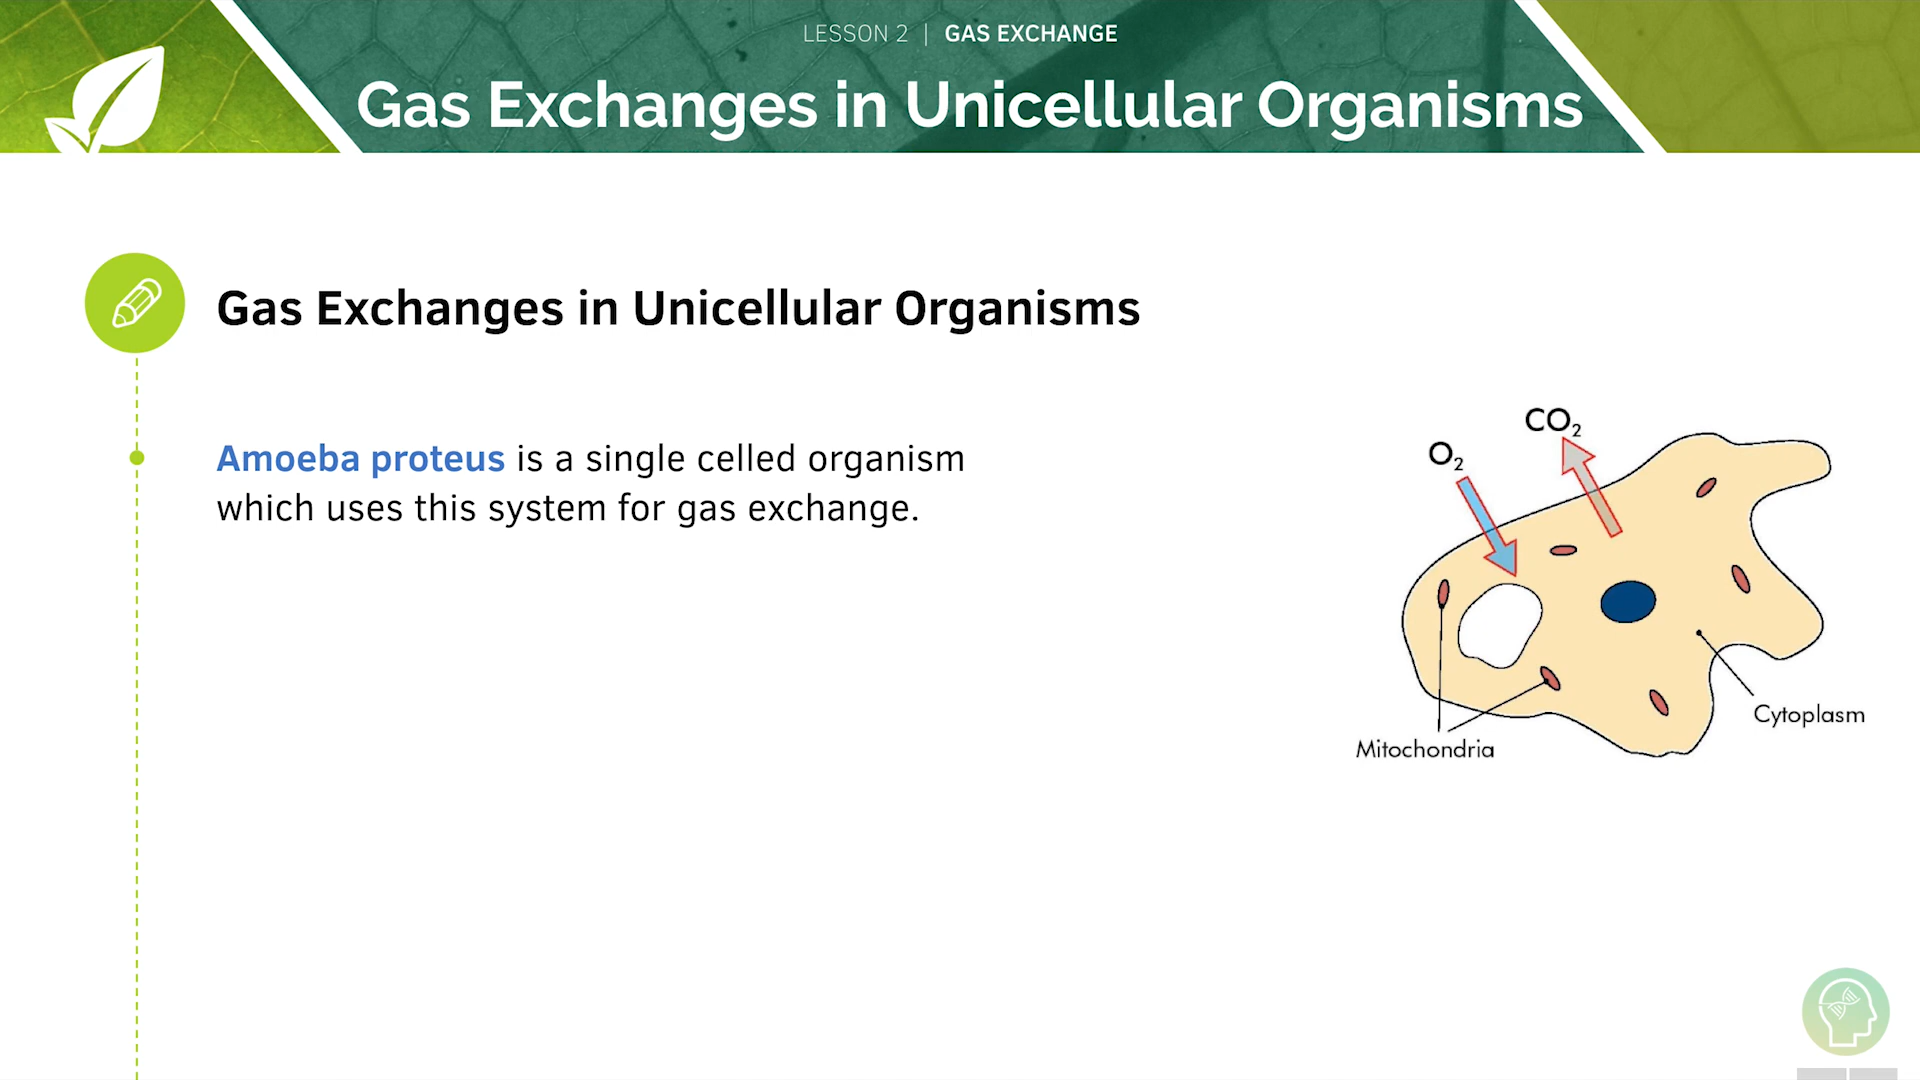 LESSON 2 | GAS EXCHANGE
Gas Exchanges in Unicellular Organisms
Gas Exchanges in Unicellular Organisms
Amoeba proteus is a single celled organism
which uses this system for gas exchange.
CO₂
O₂
Cytoplasm
Mitochondria